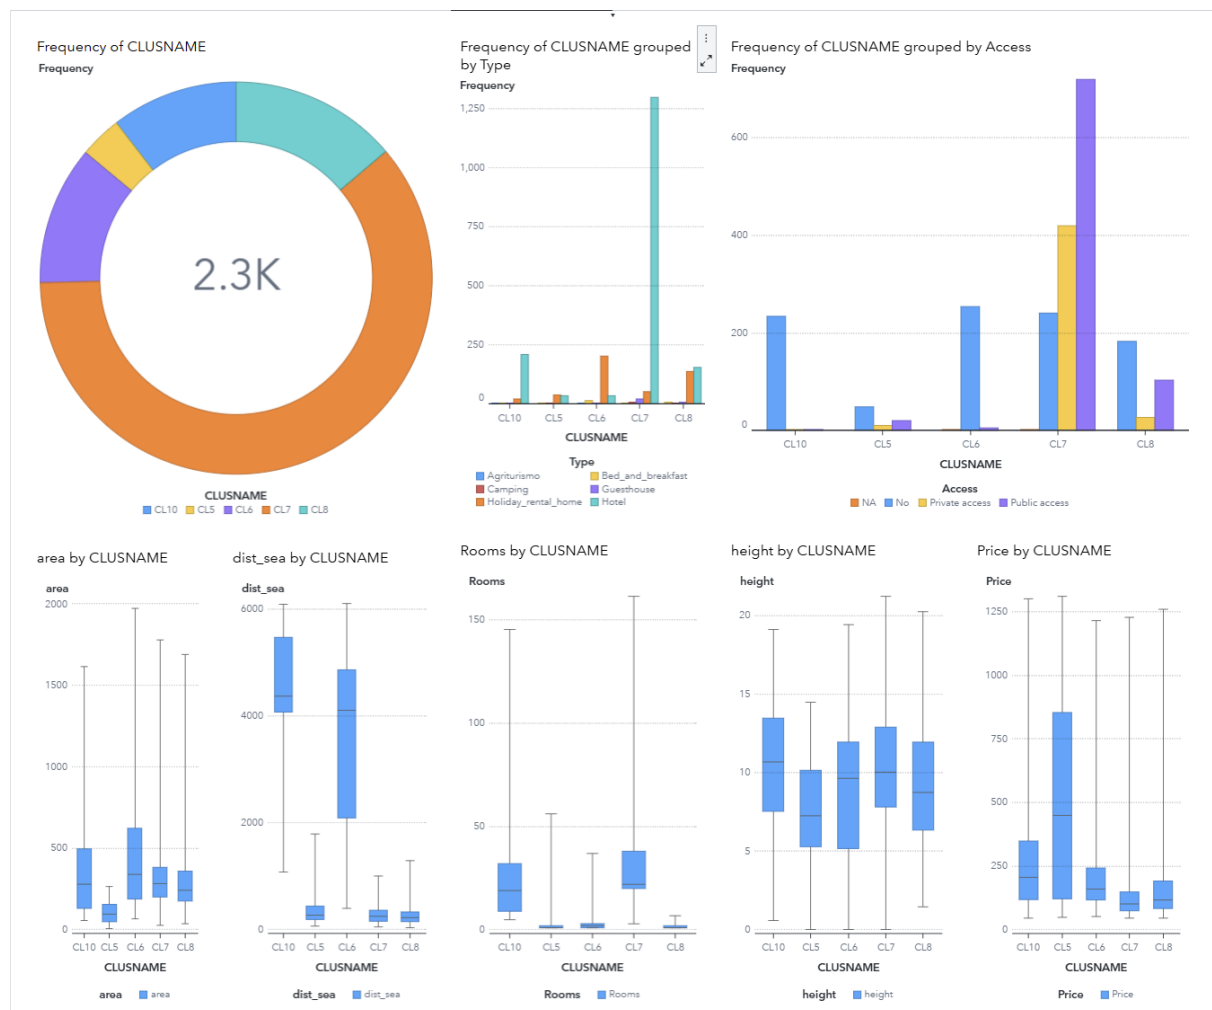 Frequency of CLUSNAME
Frequency
2.3K
CLUSNAME
CL10 CL5 CL6 CL7 CL8
Frequency of CLUSNAME grouped
by Type
Frequency
1,250
1,000
750
500
250
0
CL10 CL5 CL6 CL7 CL8
CLUSNAME
Type
Agriturismo Bed_and_breakfast
Camping Guesthouse
Holiday_rental_home Hotel
Frequency of CLUSNAME grouped by Access
Frequency
600
400
200
0
CL10 CL5 CL6 CL7 CL8
CLUSNAME
Access
NA No Private access Public access
area by CLUSNAME
area
2000
1500
1000
500
0
CL10 CL5 CL6 CL7 CL8
CLUSNAME
area area
dist_sea by CLUSNAME
dist_sea
6000
4000
2000
0
CL10 CL5 CL6 CL7 CL8
CLUSNAME
dist_sea dist_sea
Rooms by CLUSNAME
Rooms
150
100
50
0
CL10 CL5 CL6 CL7 CL8
CLUSNAME
Rooms Rooms
height by CLUSNAME
height
20
15
10
5
0
CL10 CL5 CL6 CL7 CL8
CLUSNAME
height height
Price by CLUSNAME
Price
1250
1000
750
500
250
0
CL10 CL5 CL6 CL7 CL8
CLUSNAME
Price Price